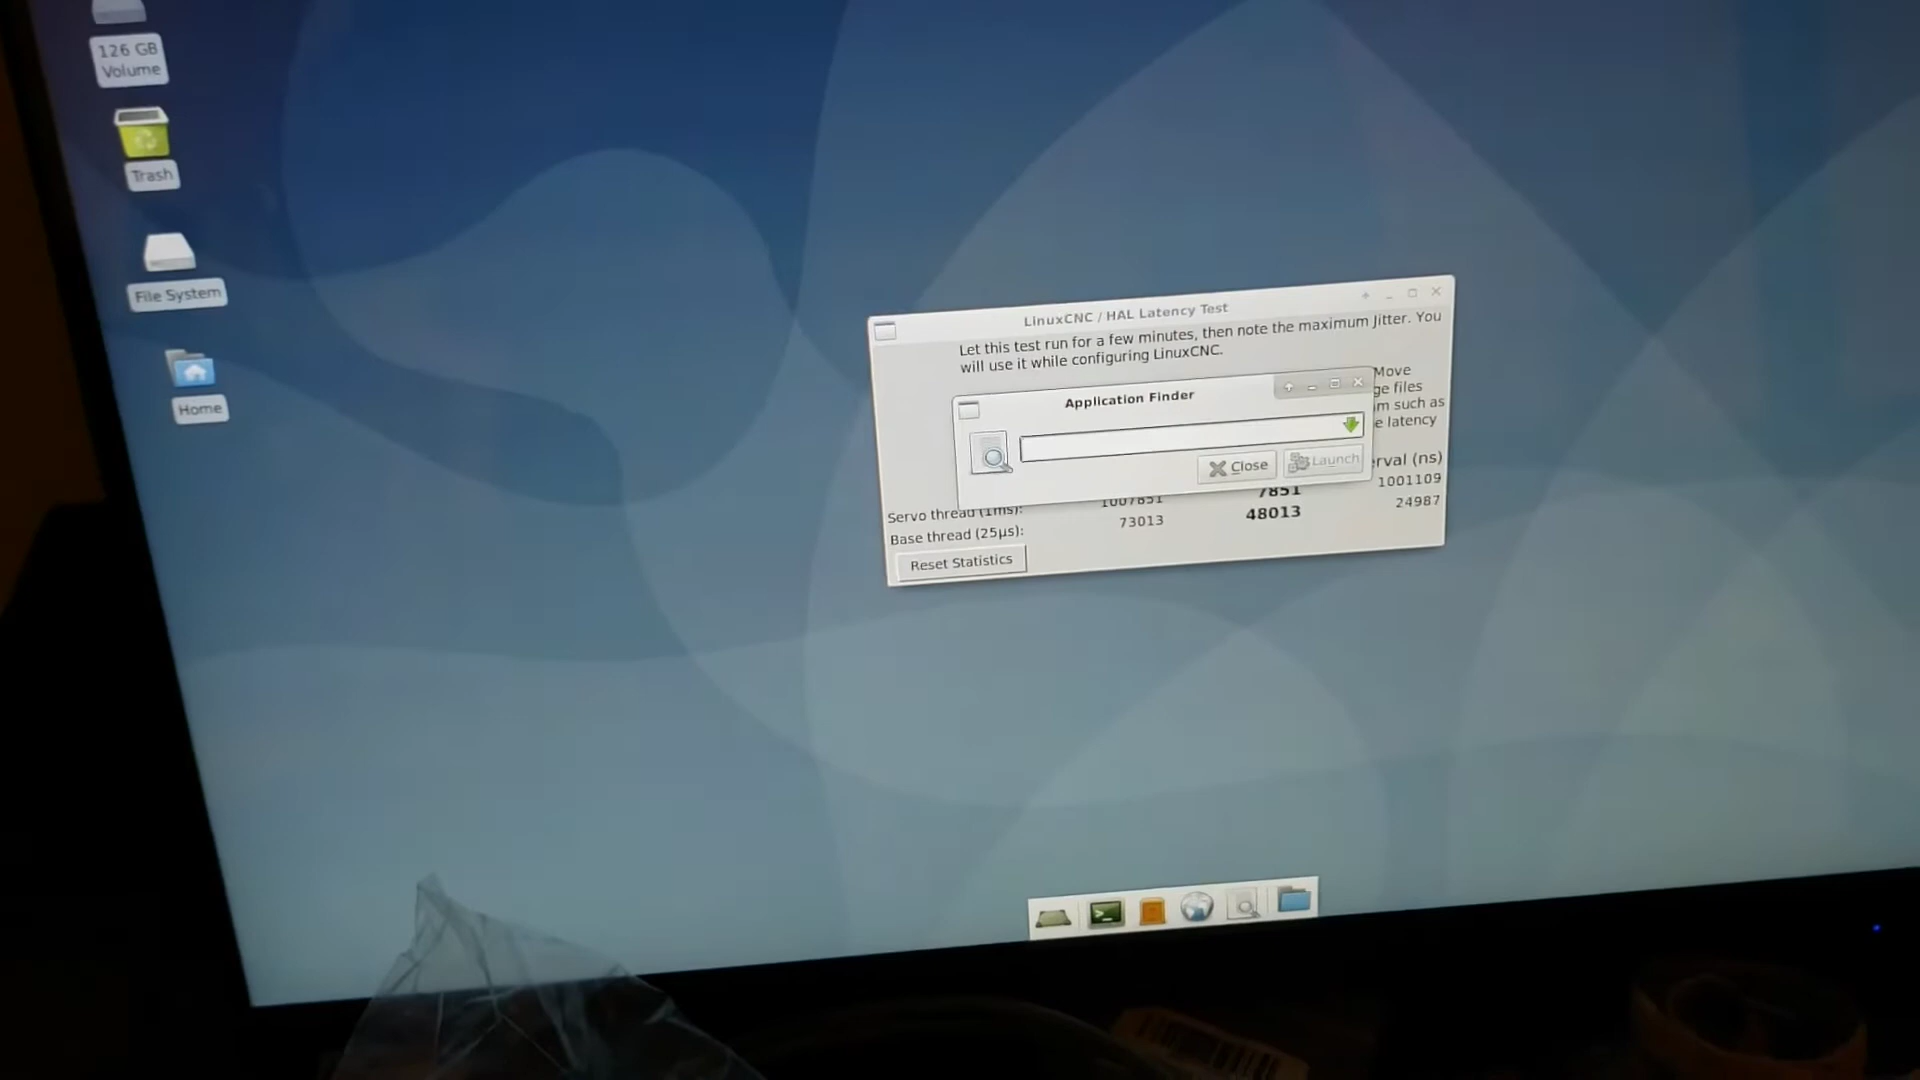 126 GB
Volume
Trash
File System
Home
LinuxCNC / HAL Latency Test
Let this test run for a few minutes, then note the maximum Jitter. You
will use it while configuring LinuxCNC.
Move
ge files
m such as
e latency
Application Finder
Close
Launch
rval (ns)
Servo thread (1ms):
1007851
7851
1001109
Base thread (25µs):
73013
48013
24987
Reset Statistics